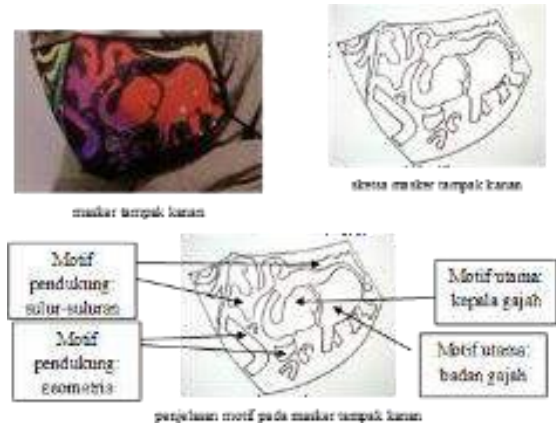 masker tampak kanan
sketsa masker tampak kanan
Motif
pendukung:
sulur-suluran
Motif
pendukung:
geometris
Motif utama:
kepala gajah
Motif utama:
badan gajah
penjelasan motif pada masker tampak kanan